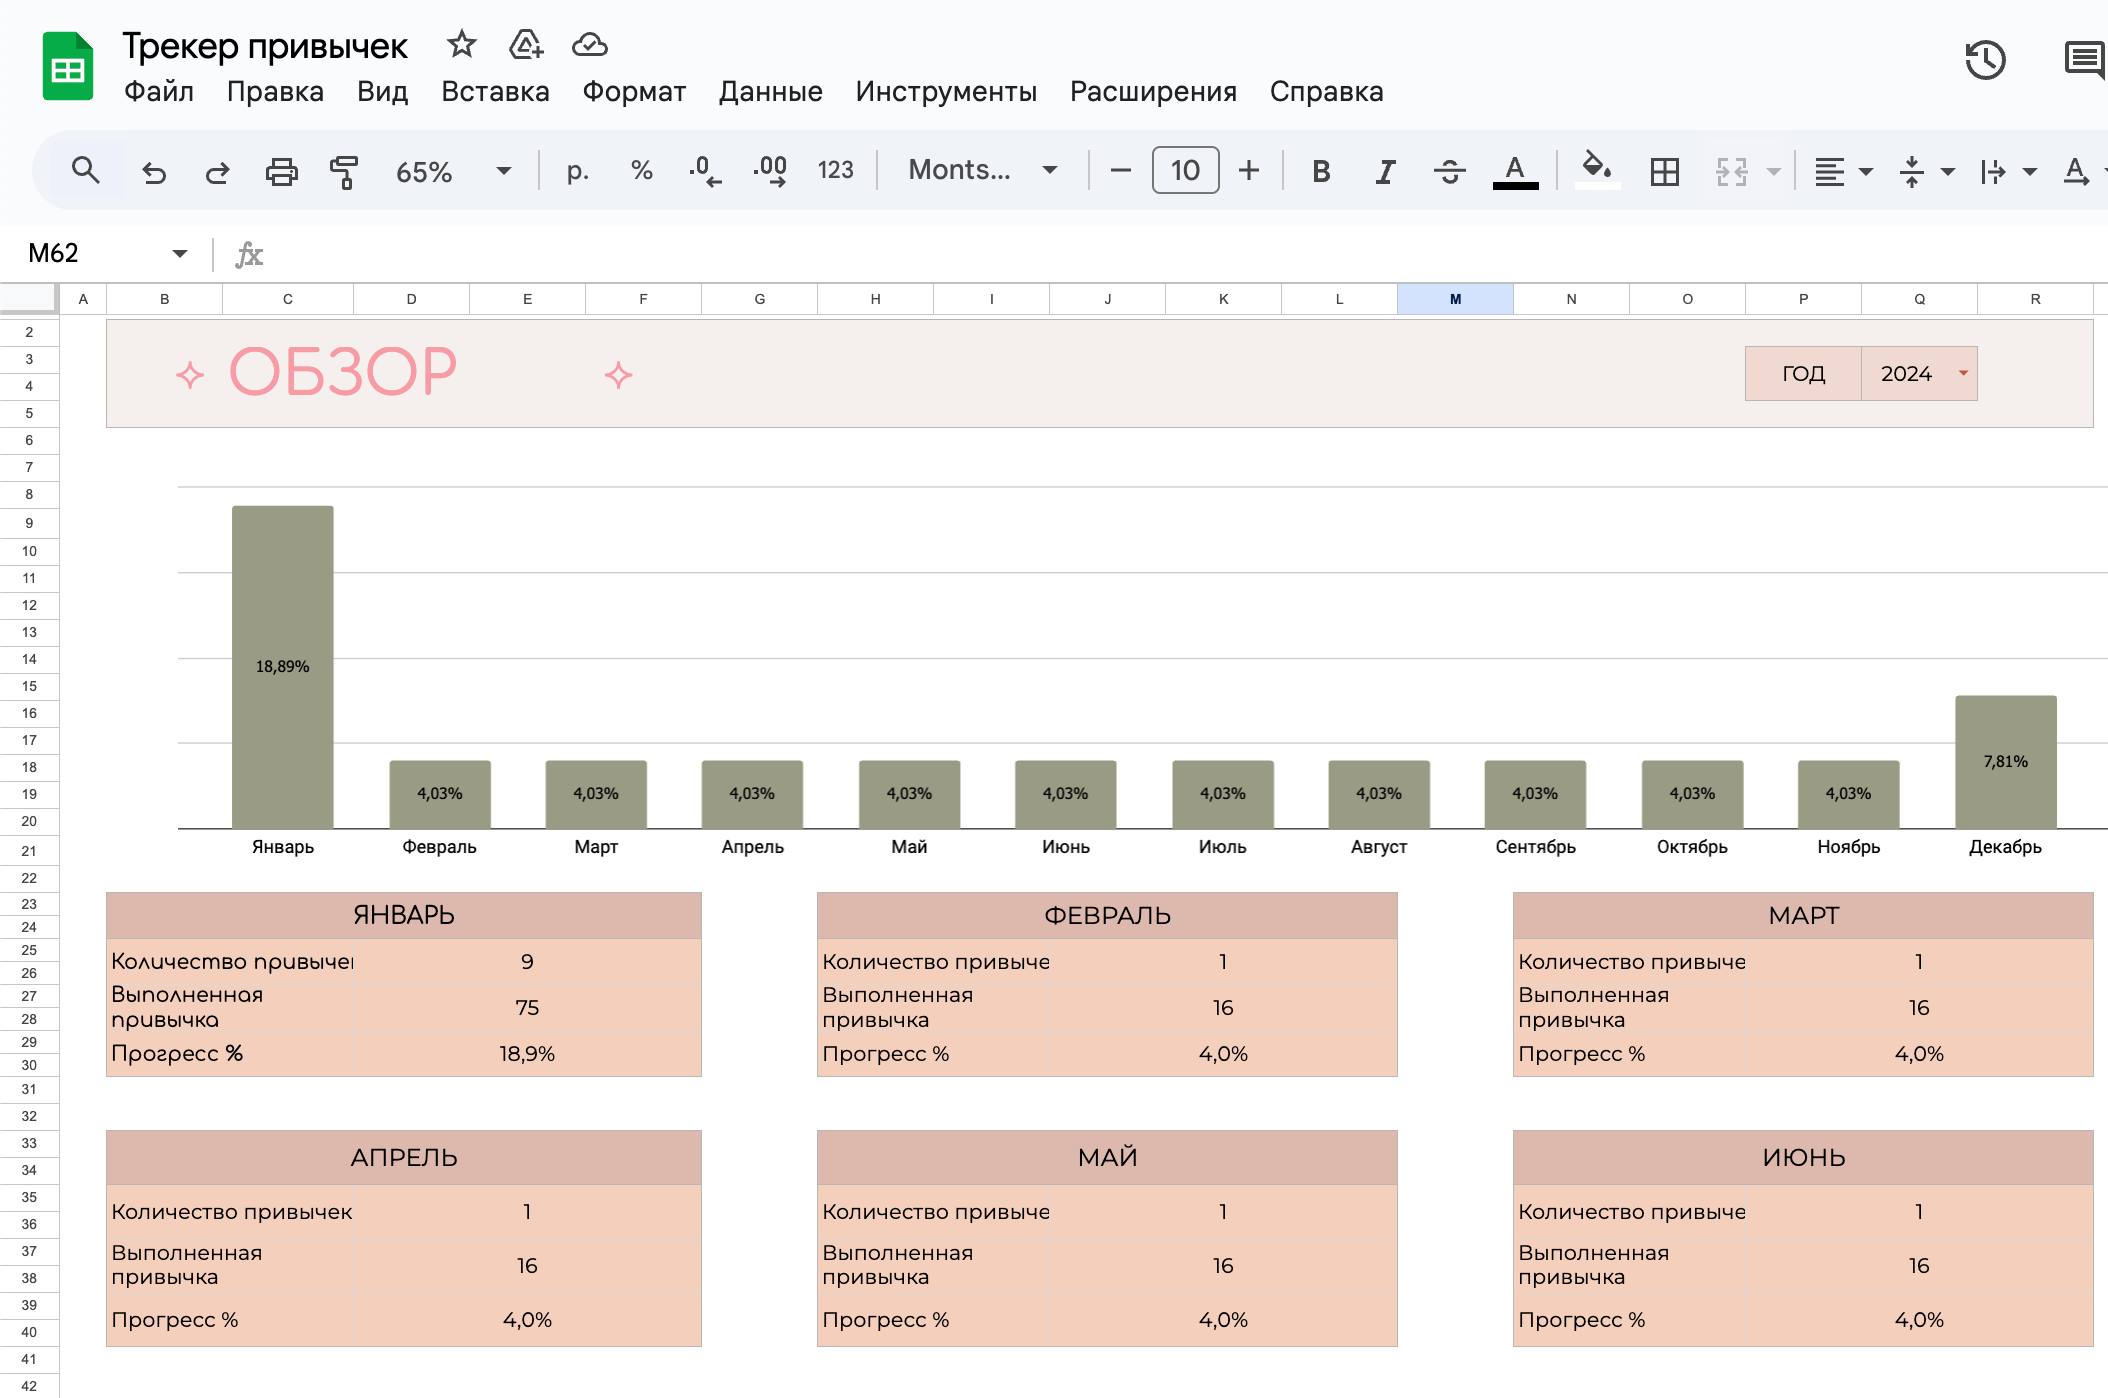 Трекер привычек
Файл Правка Вид Вставка Формат Данные Инструменты Расширения Справка
65% р. % .0 .00 123 Monts... − 10 + B I S A A
M62 fx
A B C D E F G H I J K L M N O P Q R
2
3
4
5
6
7
8
9
10
11
12
13
14
15
16
17
18
19
20
21
22
23
24
25
26
27
28
29
30
31
32
33
34
35
36
37
38
39
40
41
42
ОБЗОР
ГОД 2024
18,89% 4,03% 4,03% 4,03% 4,03% 4,03% 4,03% 4,03% 4,03% 4,03% 4,03% 7,81%
Январь Февраль Март Апрель Май Июнь Июль Август Сентябрь Октябрь Ноябрь Декабрь
ЯНВАРЬ
Количество привычек 9
Выполненная
привычка 75
Прогресс % 18,9%
ФЕВРАЛЬ
Количество привыче 1
Выполненная
привычка 16
Прогресс % 4,0%
МАРТ
Количество привыче 1
Выполненная
привычка 16
Прогресс % 4,0%
АПРЕЛЬ
Количество привычек 1
Выполненная
привычка 16
Прогресс % 4,0%
МАЙ
Количество привыче 1
Выполненная
привычка 16
Прогресс % 4,0%
ИЮНЬ
Количество привыче 1
Выполненная
привычка 16
Прогресс % 4,0%